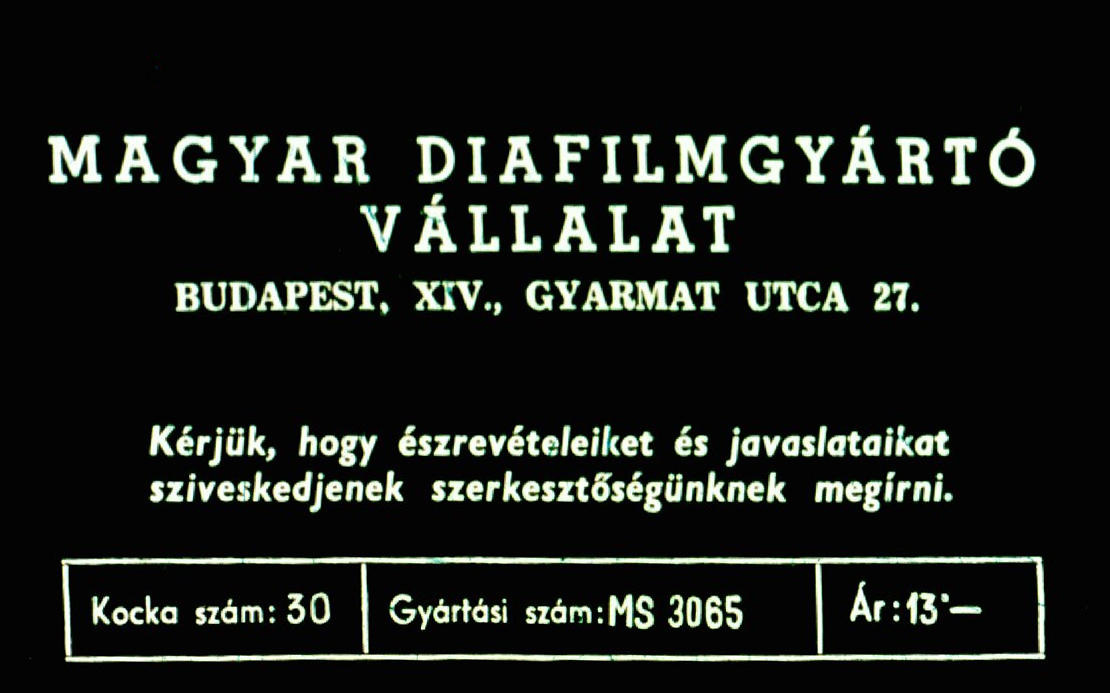 MAGYAR DIAFILMGYÁRTÓ
VÁLLALAT
BUDAPEST, XIV., GYARMAT UTCA 27.
Kérjük, hogy észrevételeiket és javaslataikat
sziveskedjenek szerkesztőségünknek megírni.
Kocka szám: 30 Gyártási szám: MS 3065 Ár: 13·—